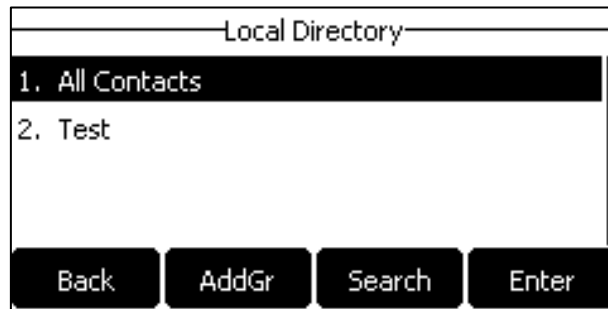 Local Directory
1. All Contacts
2. Test
Back AddGr Search Enter